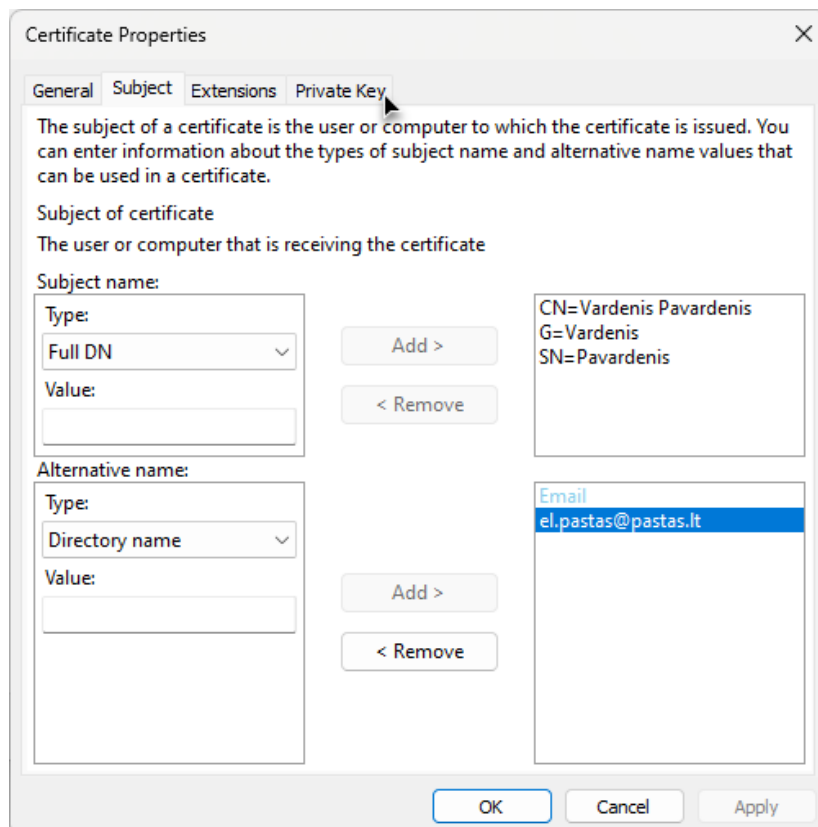 Certificate Properties
General Subject Extensions Private Key
The subject of a certificate is the user or computer to which the certificate is issued. You
can enter information about the types of subject name and alternative name values that
can be used in a certificate.
Subject of certificate
The user or computer that is receiving the certificate
Subject name:
Type:
Full DN
Value:
Add >
< Remove
CN=Vardenis Pavardenis
G=Vardenis
SN=Pavardenis
Alternative name:
Type:
Directory name
Value:
Add >
< Remove
Email
el.pastas@pastas.lt
OK Cancel Apply